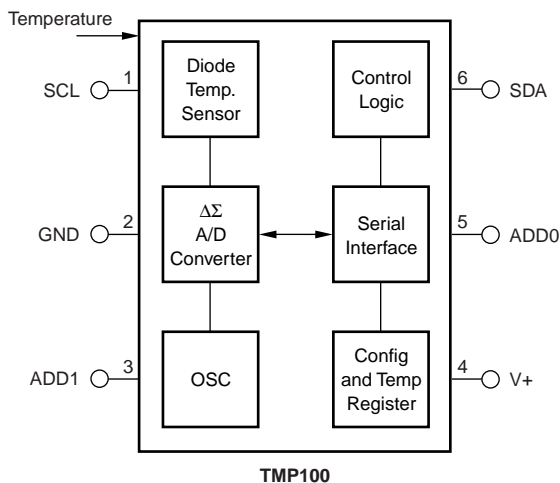 Temperature
SCL
1
Diode
Temp.
Sensor
Control
Logic
6
SDA
GND
2
ΔΣ
A/D
Converter
Serial
Interface
5
ADD0
ADD1
3
OSC
Config
and Temp
Register
4
V+
TMP100